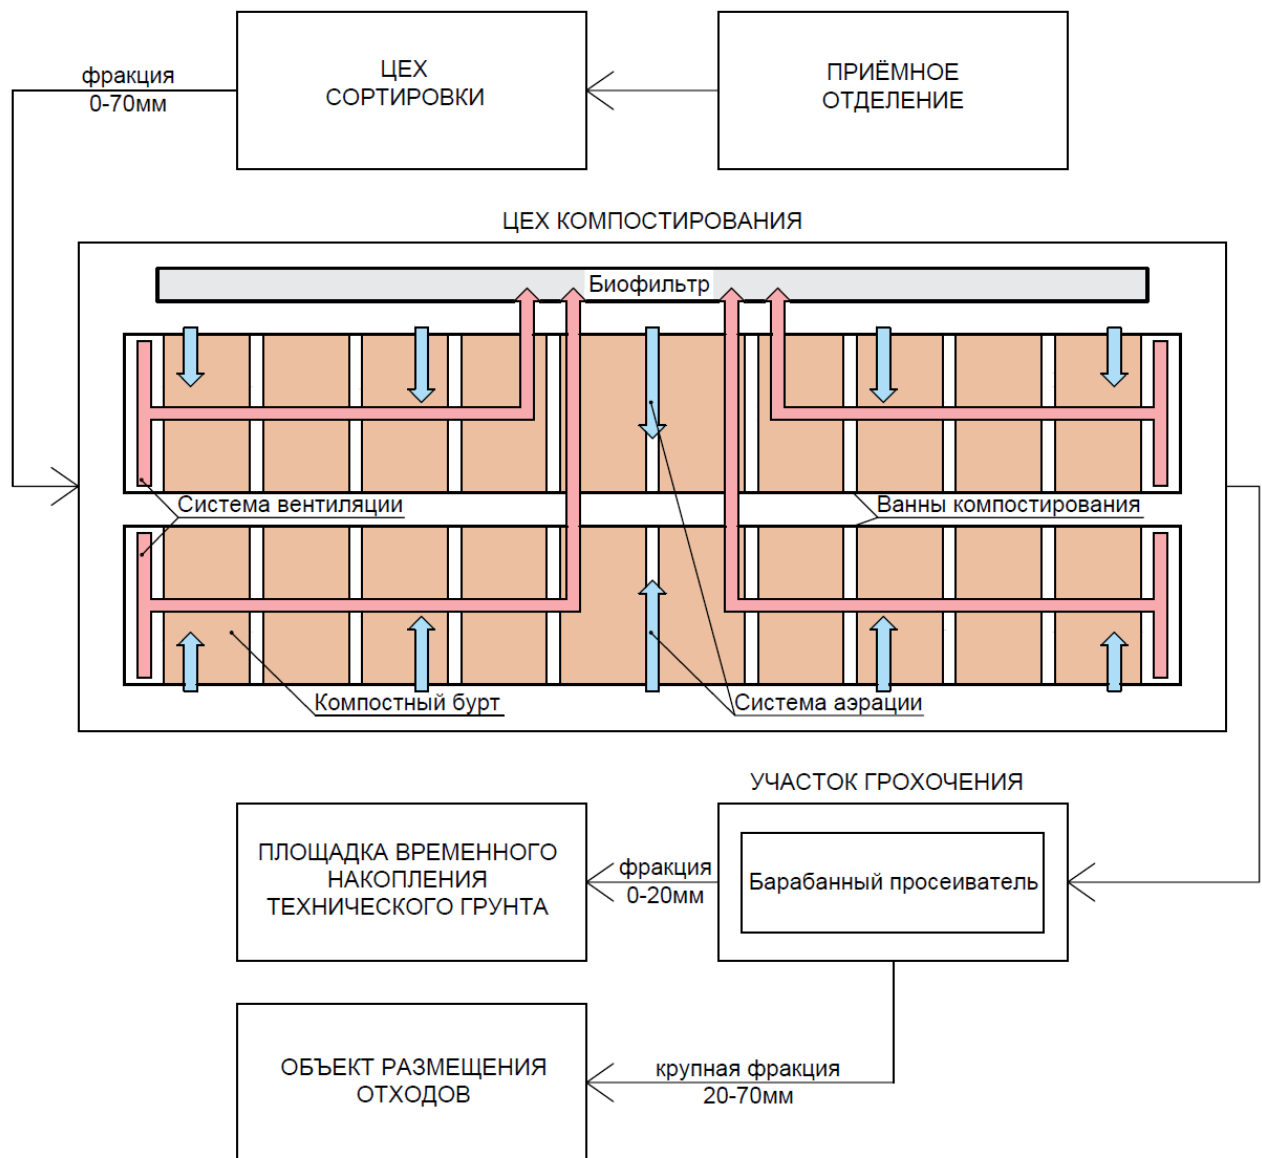 фракция
0-70мм
ЦЕХ
СОРТИРОВКИ
ПРИЁМНОЕ
ОТДЕЛЕНИЕ
ЦЕХ КОМПОСТИРОВАНИЯ
Биофильтр
Система вентиляции
Ванны компостирования
Компостный бурт
Система аэрации
УЧАСТОК ГРОХОЧЕНИЯ
ПЛОЩАДКА ВРЕМЕННОГО
НАКОПЛЕНИЯ
ТЕХНИЧЕСКОГО ГРУНТА
фракция
0-20мм
Барабанный просеиватель
ОБЪЕКТ РАЗМЕЩЕНИЯ
ОТХОДОВ
крупная фракция
20-70мм